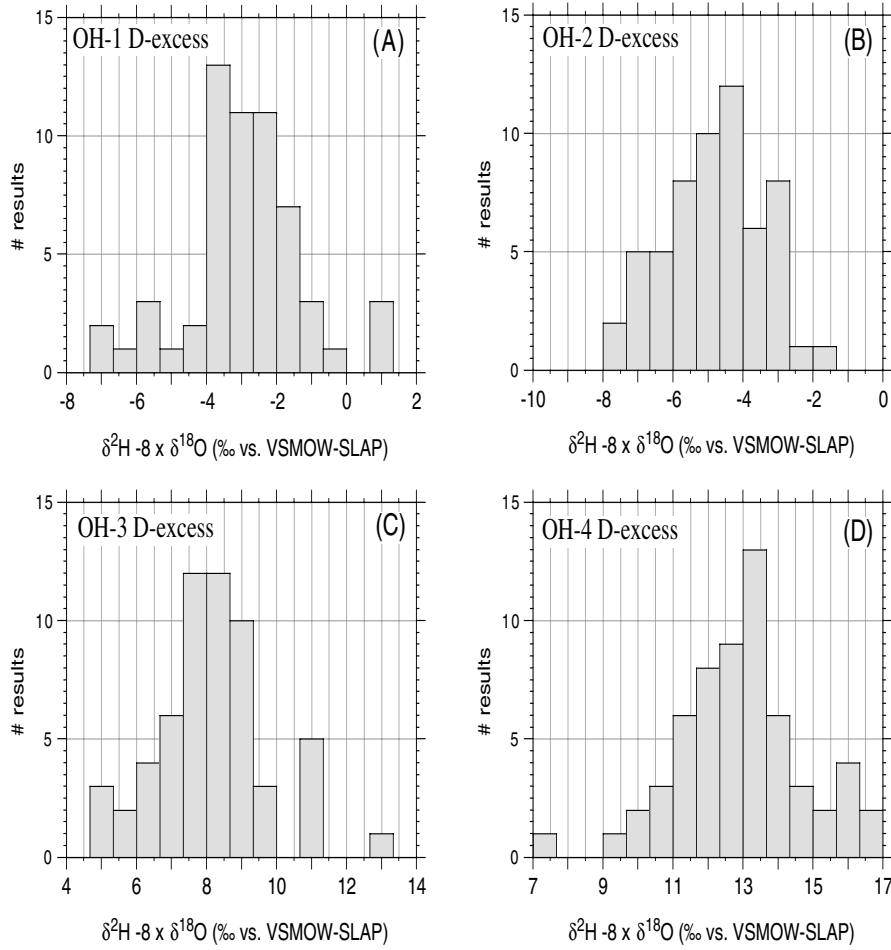 OH-1 D-excess
(A)
15
10
5
0
# results
-8 -6 -4 -2 0 2
δ²H -8 x δ¹⁸O (‰ vs. VSMOW-SLAP)
OH-2 D-excess
(B)
15
10
5
0
# results
-10 -8 -6 -4 -2 0
δ²H -8 x δ¹⁸O (‰ vs. VSMOW-SLAP)
OH-3 D-excess
(C)
15
10
5
0
# results
4 6 8 10 12 14
δ²H -8 x δ¹⁸O (‰ vs. VSMOW-SLAP)
OH-4 D-excess
(D)
15
10
5
0
# results
7 9 11 13 15 17
δ²H -8 x δ¹⁸O (‰ vs. VSMOW-SLAP)